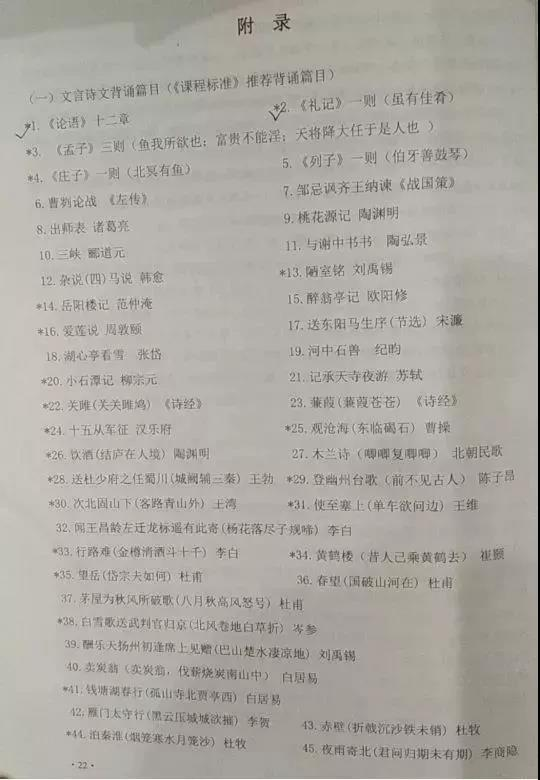 附 录
(一) 文言诗文背诵篇目(《课程标准》推荐背诵篇目)
*1.《论语》十二章 *2.《礼记》一则(虽有佳肴)
*3.《孟子》三则(鱼我所欲也; 富贵不能淫; 天将降大任于是人也 )
*4.《庄子》一则(北冥有鱼) 5.《列子》一则(伯牙善鼓琴)
6. 曹刿论战 《左传》 7. 邹忌讽齐王纳谏《战国策》
8. 出师表 诸葛亮 9. 桃花源记 陶渊明
10. 三峡 郦道元 11. 与谢中书书 陶弘景
12. 杂说(四)马说 韩愈 *13. 陋室铭 刘禹锡
*14. 岳阳楼记 范仲淹 15. 醉翁亭记 欧阳修
*16. 爱莲说 周敦颐 17. 送东阳马生序(节选) 宋濂
18. 湖心亭看雪 张岱 19. 河中石兽 纪昀
*20. 小石潭记 柳宗元 21. 记承天寺夜游 苏轼
*22. 关雎(关关雎鸠) 《诗经》 23. 蒹葭(蒹葭苍苍) 《诗经》
*24. 十五从军征 汉乐府 *25. 观沧海(东临碣石) 曹操
*26. 饮酒(结庐在人境) 陶渊明 27. 木兰诗(唧唧复唧唧) 北朝民歌
*28. 送杜少府之任蜀川(城阙辅三秦) 王勃 *29. 登幽州台歌(前不见古人) 陈子昂
*30. 次北固山下(客路青山外) 王湾 *31. 使至塞上(单车欲问边) 王维
32. 闻王昌龄左迁龙标遥有此寄(杨花落尽子规啼) 李白
*33. 行路难(金樽清酒斗十千) 李白 *34. 黄鹤楼(昔人已乘黄鹤去) 崔颢
*35. 望岳(岱宗夫如何) 杜甫 36. 春望(国破山河在) 杜甫
37. 茅屋为秋风所破歌(八月秋高风怒号) 杜甫
*38. 白雪歌送武判官归京(北风卷地白草折) 岑参
39. 酬乐天扬州初逢席上见赠(巴山楚水凄凉地) 刘禹锡
40. 卖炭翁(卖炭翁, 伐薪烧炭南山中) 白居易
*41. 钱塘湖春行(孤山寺北贾亭西) 白居易
42. 雁门太守行(黑云压城城欲摧) 李贺 43. 赤壁(折戟沉沙铁未销) 杜牧
*44. 泊秦淮(烟笼寒水月笼沙) 杜牧 45. 夜雨寄北(君问归期未有期) 李商隐
· 22 ·